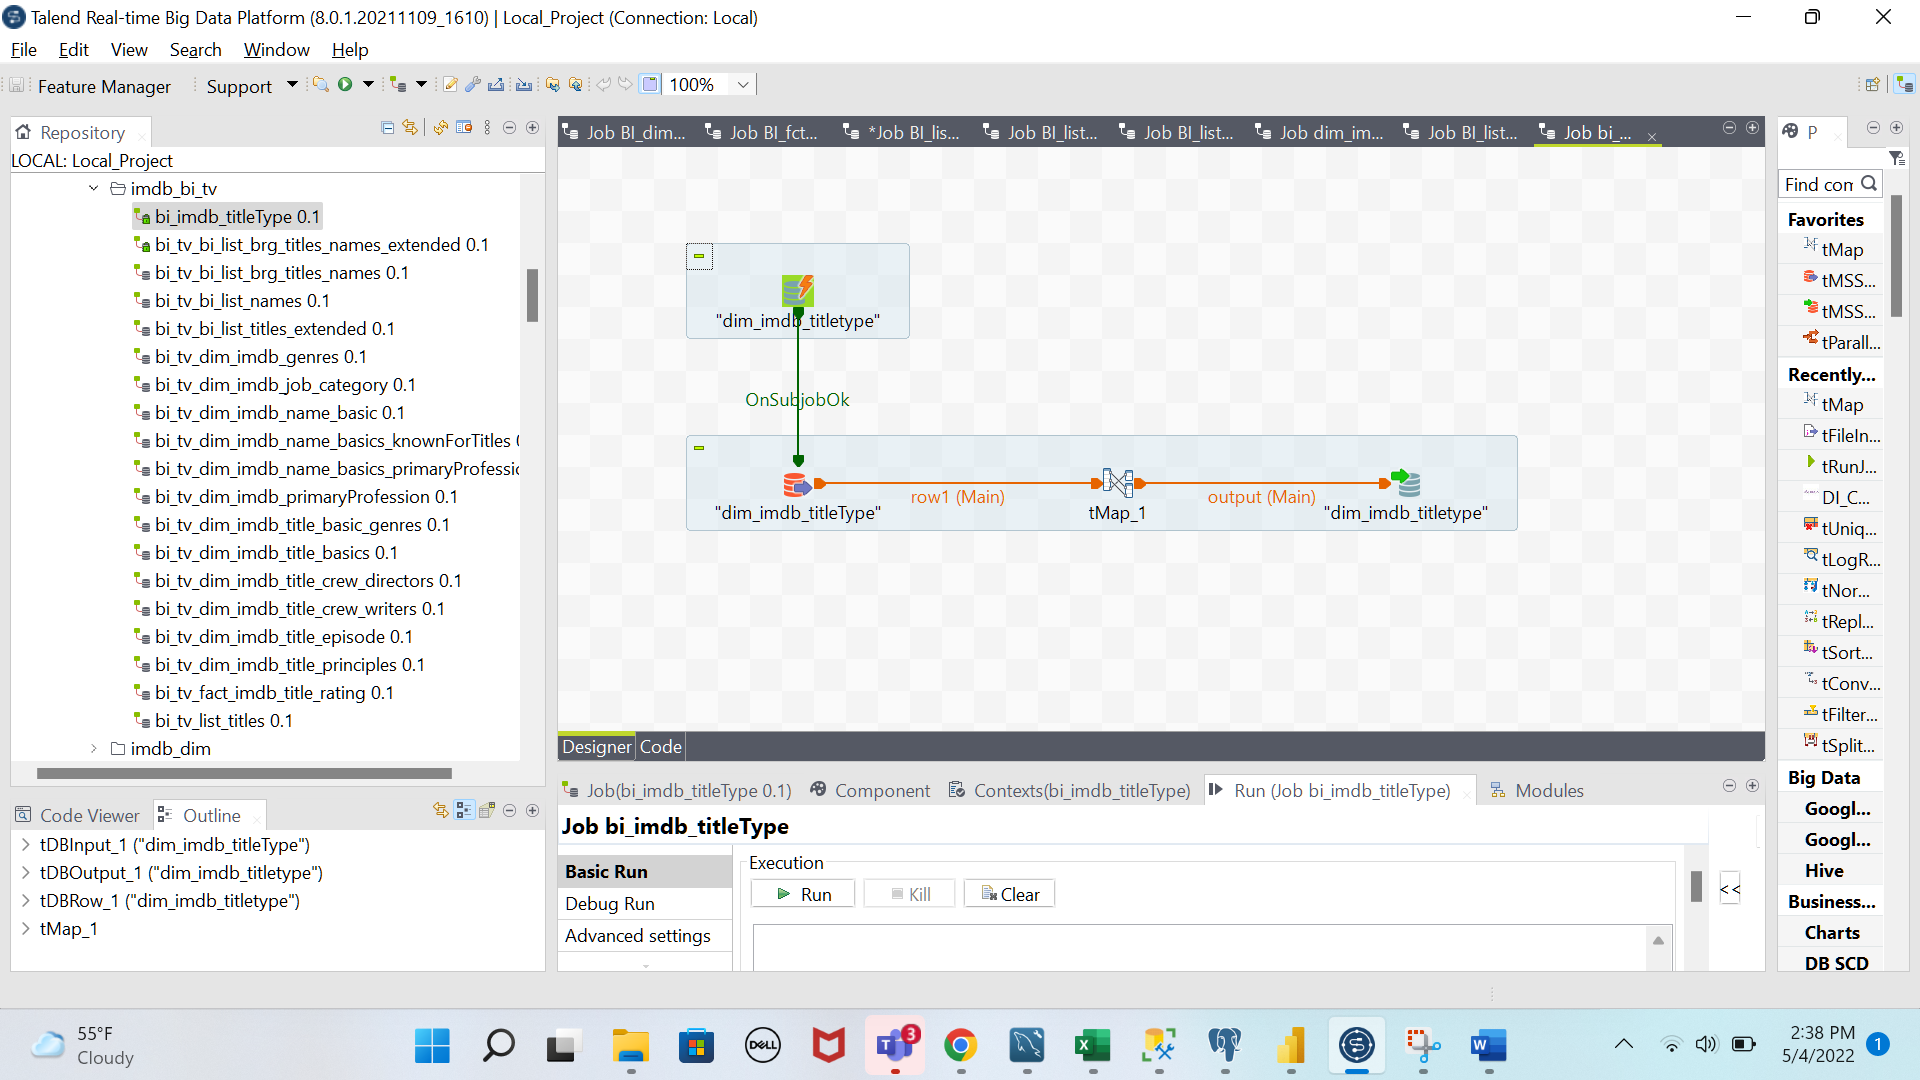 Talend Real-time Big Data Platform (8.0.1.20211109_1610) | Local_Project (Connection: Local)
File Edit View Search Window Help
Feature Manager Support 100%
Repository
LOCAL: Local_Project
imdb_bi_tv
bi_imdb_titleType 0.1
bi_tv_bi_list_brg_titles_names_extended 0.1
bi_tv_bi_list_brg_titles_names 0.1
bi_tv_bi_list_names 0.1
bi_tv_bi_list_titles_extended 0.1
bi_tv_dim_imdb_genres 0.1
bi_tv_dim_imdb_job_category 0.1
bi_tv_dim_imdb_name_basic 0.1
bi_tv_dim_imdb_name_basics_knownForTitles (
bi_tv_dim_imdb_name_basics_primaryProfessic
bi_tv_dim_imdb_primaryProfession 0.1
bi_tv_dim_imdb_title_basic_genres 0.1
bi_tv_dim_imdb_title_basics 0.1
bi_tv_dim_imdb_title_crew_directors 0.1
bi_tv_dim_imdb_title_crew_writers 0.1
bi_tv_dim_imdb_title_episode 0.1
bi_tv_dim_imdb_title_principles 0.1
bi_tv_fact_imdb_title_rating 0.1
bi_tv_list_titles 0.1
imdb_dim
Code Viewer Outline
tDBInput_1 ("dim_imdb_titleType")
tDBOutput_1 ("dim_imdb_titletype")
tDBRow_1 ("dim_imdb_titletype")
tMap_1
Job BI_dim... Job BI_fct... *Job BI_lis... Job BI_list... Job BI_list... Job dim_im... Job BI_list... Job bi_...
"dim_imdb_titletype"
OnSubjobOk
row1 (Main) output (Main)
"dim_imdb_titleType" tMap_1 "dim_imdb_titletype"
Designer Code
Job(bi_imdb_titleType 0.1) Component Contexts(bi_imdb_titleType) Run (Job bi_imdb_titleType) Modules
Job bi_imdb_titleType
Basic Run
Debug Run
Advanced settings
Execution
Run Kill Clear
<<
P
Find con
Favorites
tMap
tMSS...
tMSS...
tParall...
Recently...
tMap
tFileIn...
tRunJ...
DI_C...
tUniq...
tLogR...
tNor...
tRepl...
tSort...
tConv...
tFilter...
tSplit...
Big Data
Googl...
Googl...
Hive
Business...
Charts
DB SCD
55°F
Cloudy
DELL
3
2:38 PM
5/4/2022
1